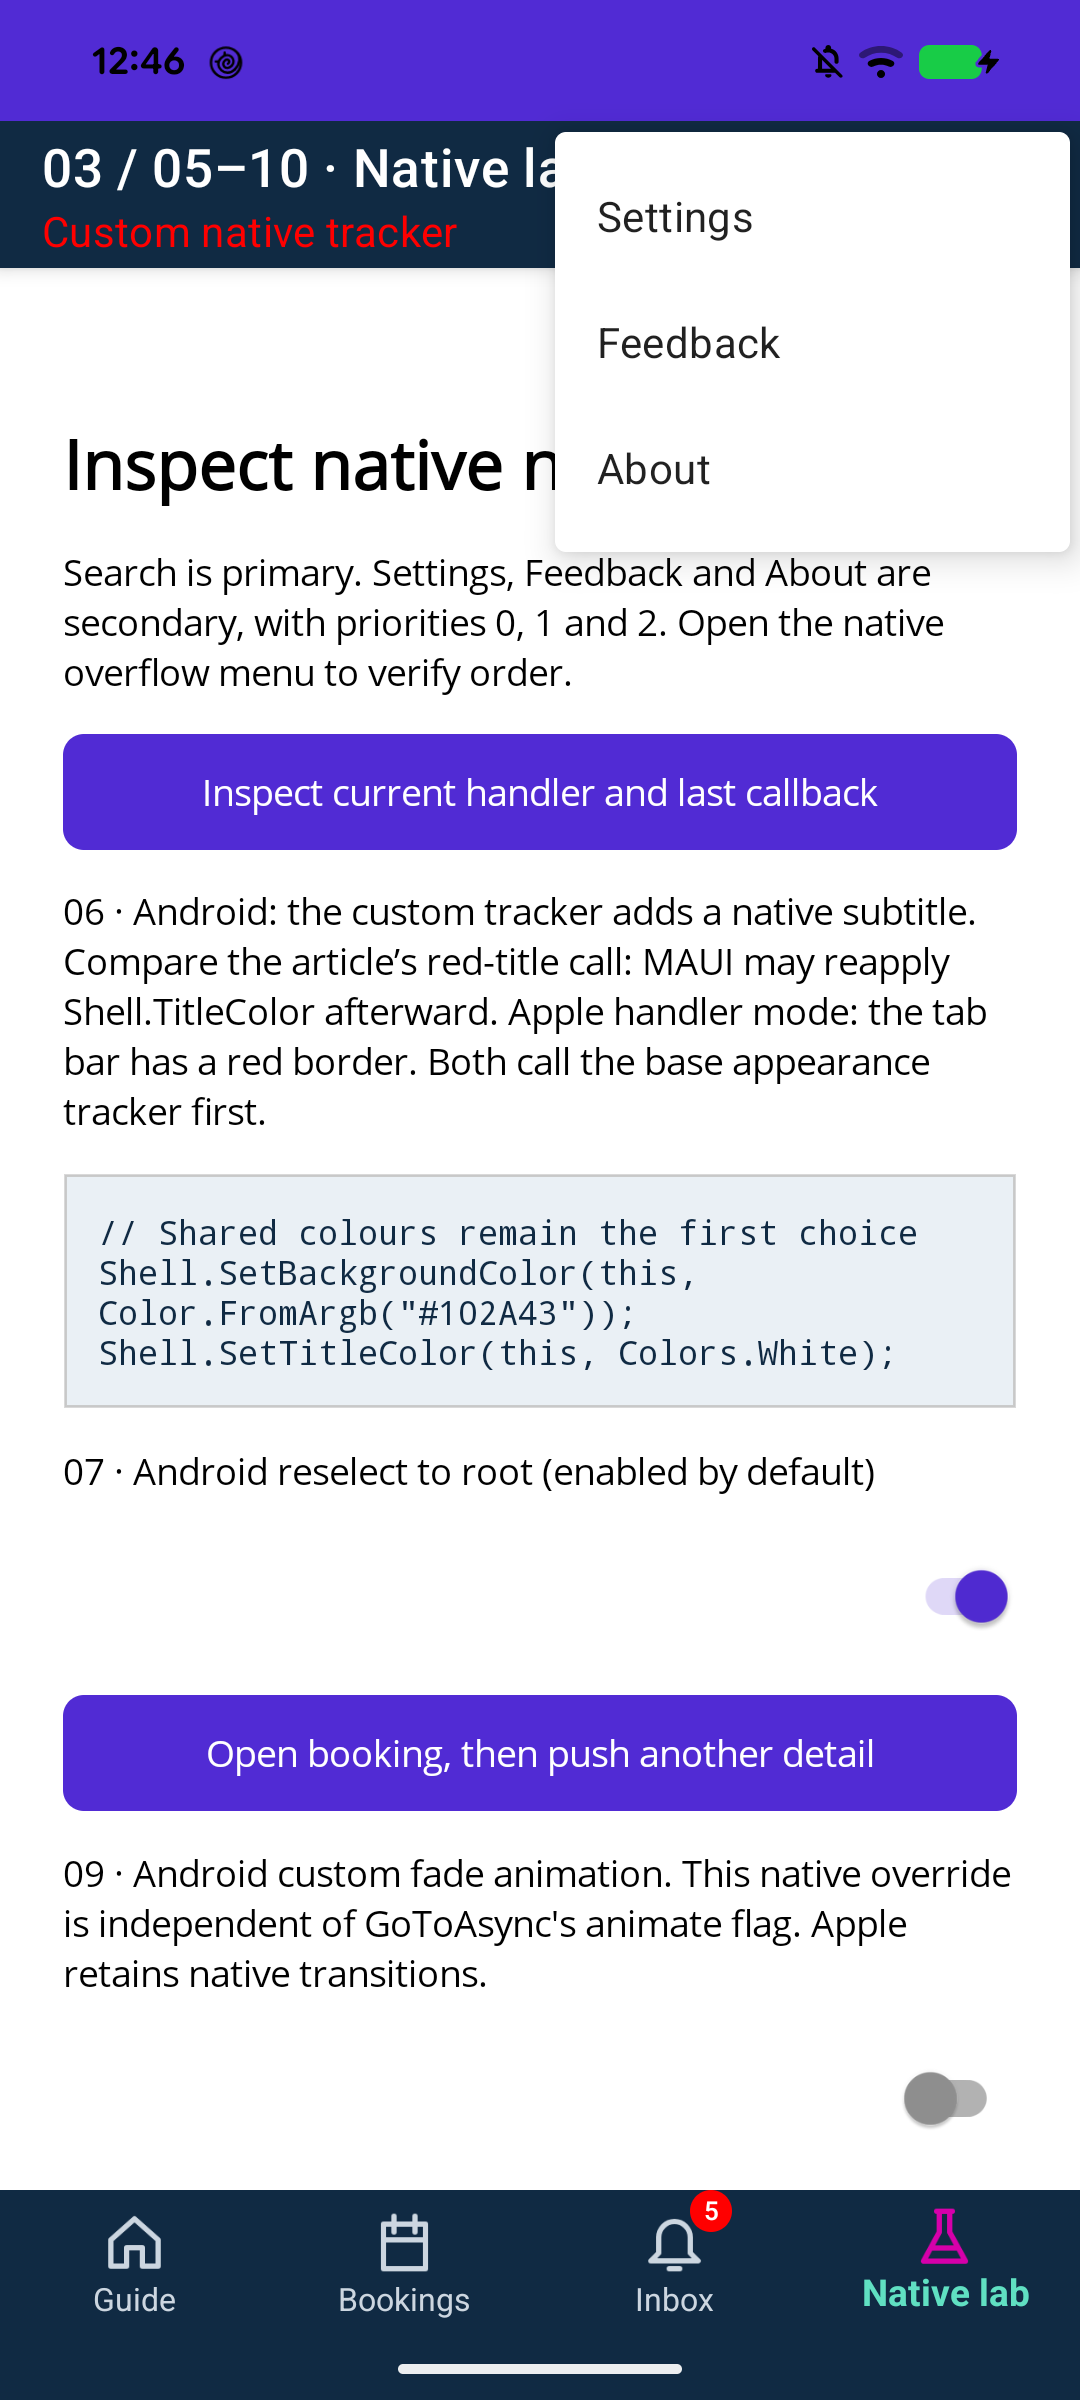 12:46
03 / 05–10 · Native la
Custom native tracker
Settings
Feedback
About
Inspect native n
Search is primary. Settings, Feedback and About are
secondary, with priorities 0, 1 and 2. Open the native
overflow menu to verify order.
Inspect current handler and last callback
06 · Android: the custom tracker adds a native subtitle.
Compare the article’s red-title call: MAUI may reapply
Shell.TitleColor afterward. Apple handler mode: the tab
bar has a red border. Both call the base appearance
tracker first.
// Shared colours remain the first choice
Shell.SetBackgroundColor(this,
Color.FromArgb("#102A43"));
Shell.SetTitleColor(this, Colors.White);
07 · Android reselect to root (enabled by default)
Open booking, then push another detail
09 · Android custom fade animation. This native override
is independent of GoToAsync's animate flag. Apple
retains native transitions.
5
Guide
Bookings
Inbox
Native lab